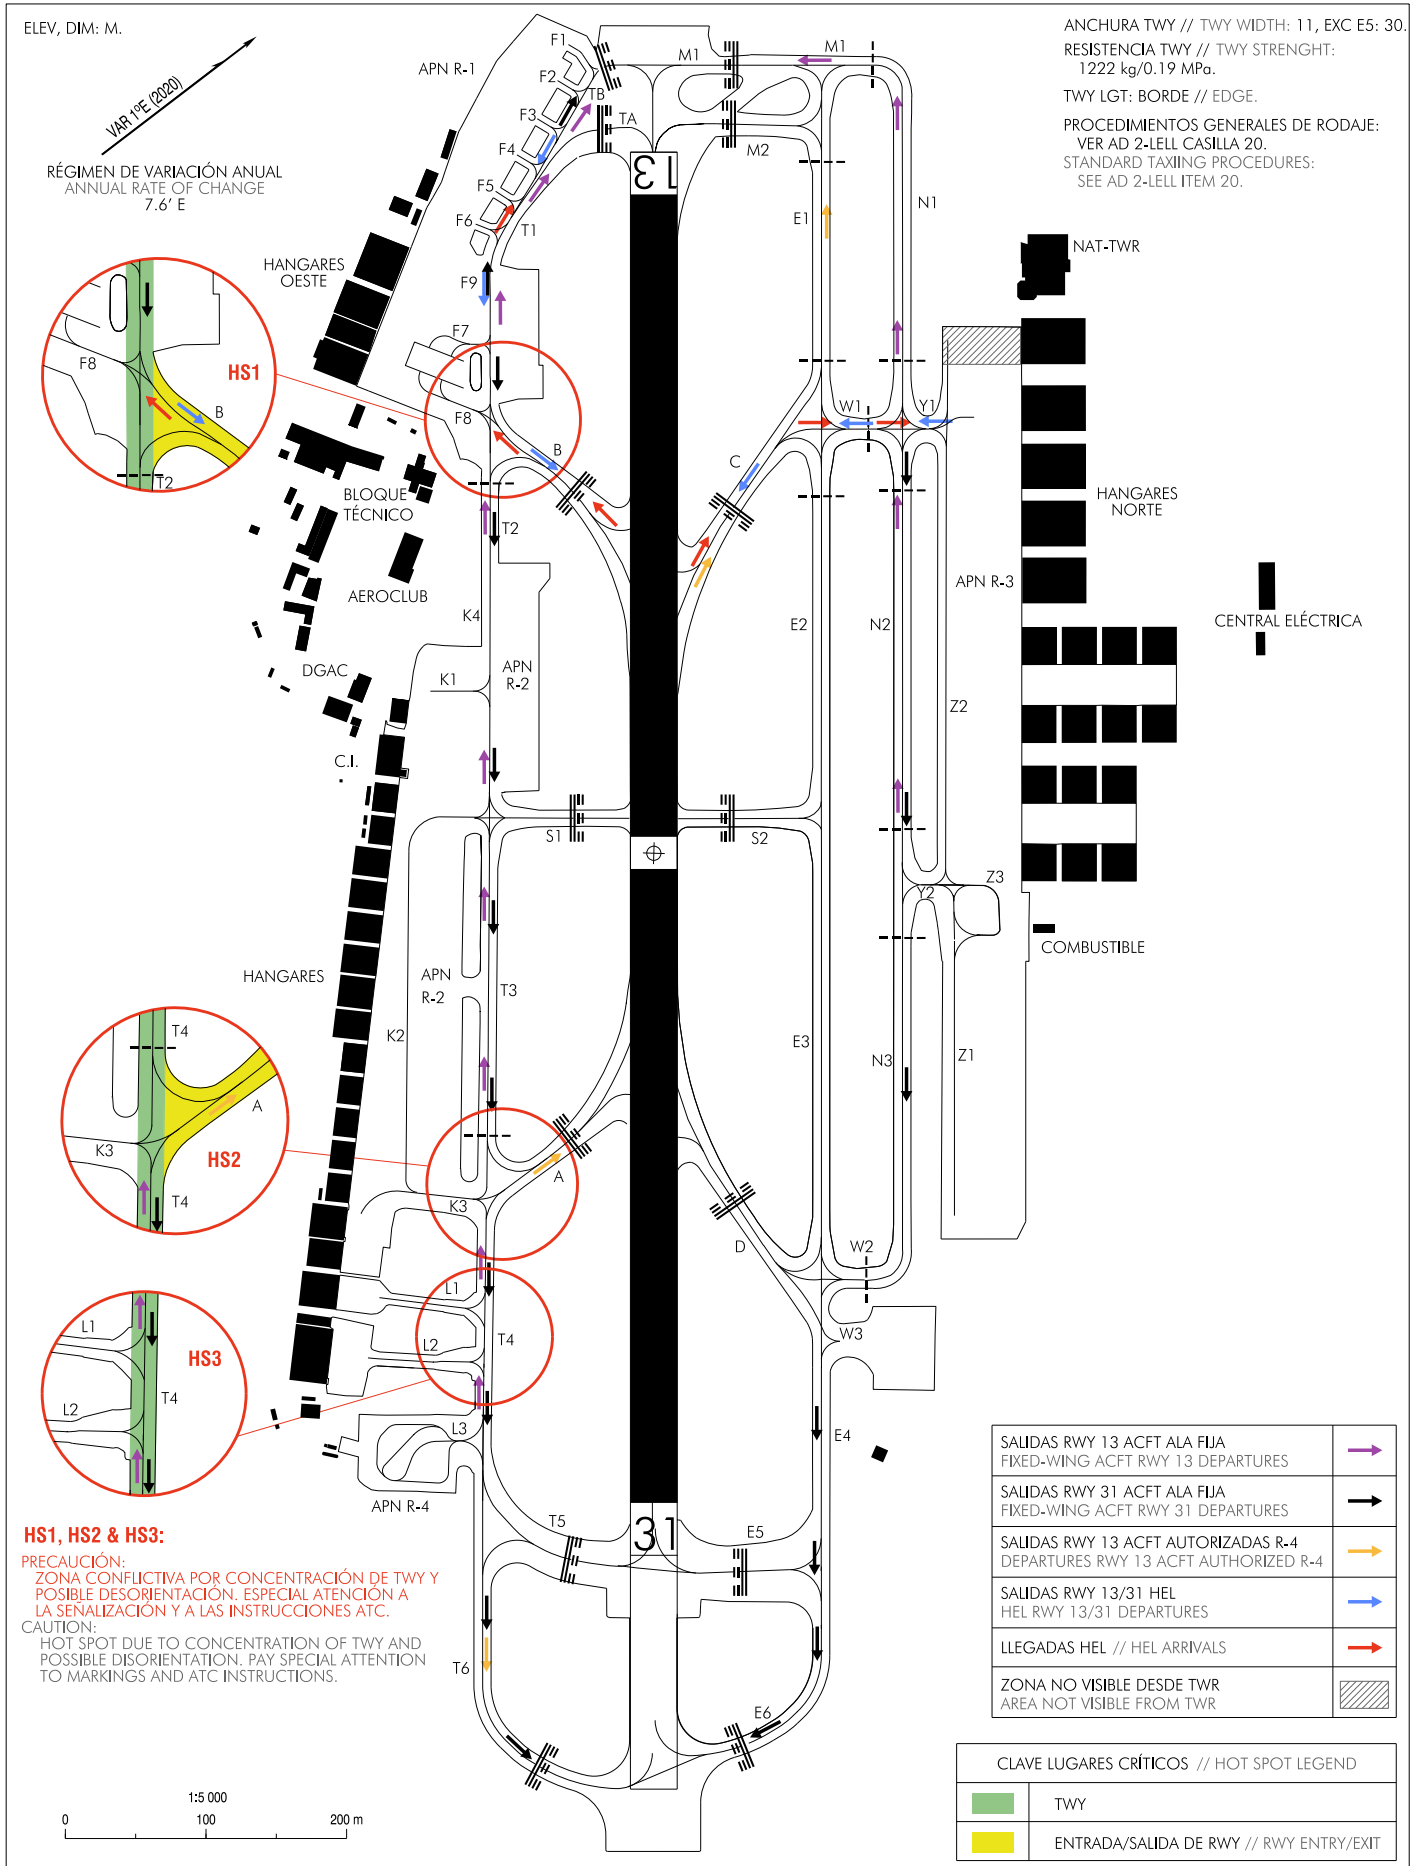 ELEV, DIM: M.
VAR 1°E (2020)
RÉGIMEN DE VARIACIÓN ANUAL
ANNUAL RATE OF CHANGE
7.6' E
ANCHURA TWY // TWY WIDTH: 11, EXC E5: 30.
RESISTENCIA TWY // TWY STRENGHT:
1222 kg/0.19 MPa.
TWY LGT: BORDE // EDGE.
PROCEDIMIENTOS GENERALES DE RODAJE:
VER AD 2-LELL CASILLA 20.
STANDARD TAXIING PROCEDURES:
SEE AD 2-LELL ITEM 20.
APN R-1
F1
F2
F3
F4
F5
F6
TB
TA
M1
M1
M2
13
T1
E1
N1
NAT-TWR
HANGARES
OESTE
F9
F7
F8
B
HS1
F8
B
T2
W1
Y1
C
BLOQUE
TÉCNICO
T2
HANGARES
NORTE
AEROCLUB
K4
APN R-3
CENTRAL ELÉCTRICA
E2
N2
DGAC
K1
APN
R-2
Z2
C.I.
S1
S2
Z3
Y2
COMBUSTIBLE
HANGARES
APN
R-2
T3
K2
E3
N3
Z1
T4
A
K3
HS2
T4
A
K3
D
W2
L1
L2
T4
W3
L1
HS3
T4
L2
L3
E4
APN R-4
T5
31
E5
T6
E6
HS1, HS2 & HS3:
PRECAUCIÓN:
ZONA CONFLICTIVA POR CONCENTRACIÓN DE TWY Y
POSIBLE DESORIENTACIÓN. ESPECIAL ATENCIÓN A
LA SEÑALIZACIÓN Y A LAS INSTRUCCIONES ATC.
CAUTION:
HOT SPOT DUE TO CONCENTRATION OF TWY AND
POSSIBLE DISORIENTATION. PAY SPECIAL ATTENTION
TO MARKINGS AND ATC INSTRUCTIONS.
1:5 000
0 100 200 m
SALIDAS RWY 13 ACFT ALA FIJA
FIXED-WING ACFT RWY 13 DEPARTURES
SALIDAS RWY 31 ACFT ALA FIJA
FIXED-WING ACFT RWY 31 DEPARTURES
SALIDAS RWY 13 ACFT AUTORIZADAS R-4
DEPARTURES RWY 13 ACFT AUTHORIZED R-4
SALIDAS RWY 13/31 HEL
HEL RWY 13/31 DEPARTURES
LLEGADAS HEL // HEL ARRIVALS
ZONA NO VISIBLE DESDE TWR
AREA NOT VISIBLE FROM TWR
CLAVE LUGARES CRÍTICOS // HOT SPOT LEGEND
TWY
ENTRADA/SALIDA DE RWY // RWY ENTRY/EXIT